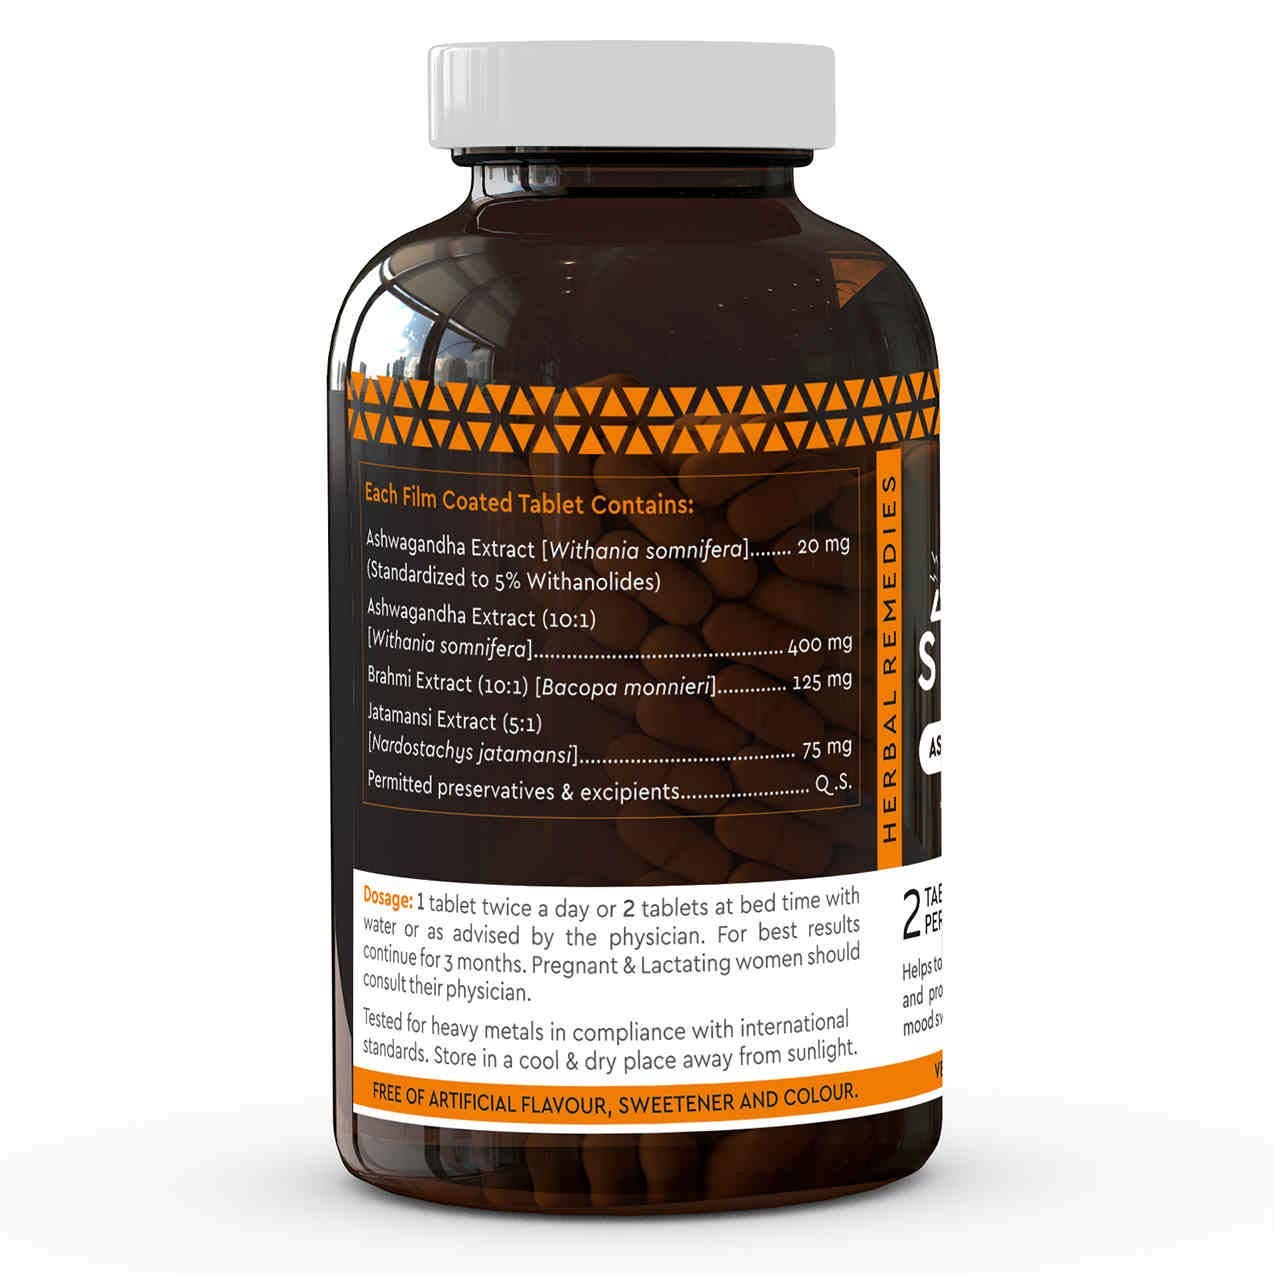 Each Film Coated Tablet Contains:
Ashwagandha Extract [Withania somnifera]........ 20 mg
(Standardized to 5% Withanolides)
Ashwagandha Extract (10:1)
[Withania somnifera]............................................... 400 mg
Brahmi Extract (10:1) [Bacopa monnieri]............. 125 mg
Jatamansi Extract (5:1)
[Nardostachys jatamansi]......................................... 75 mg
Permitted preservatives & excipients........................ Q.S.
Dosage: 1 tablet twice a day or 2 tablets at bed time with
water or as advised by the physician. For best results
continue for 3 months. Pregnant & Lactating women should
consult their physician.
Tested for heavy metals in compliance with international
standards. Store in a cool & dry place away from sunlight.
FREE OF ARTIFICIAL FLAVOUR, SWEETENER AND COLOUR.
HERBAL REMEDIES
2
Helps to
and